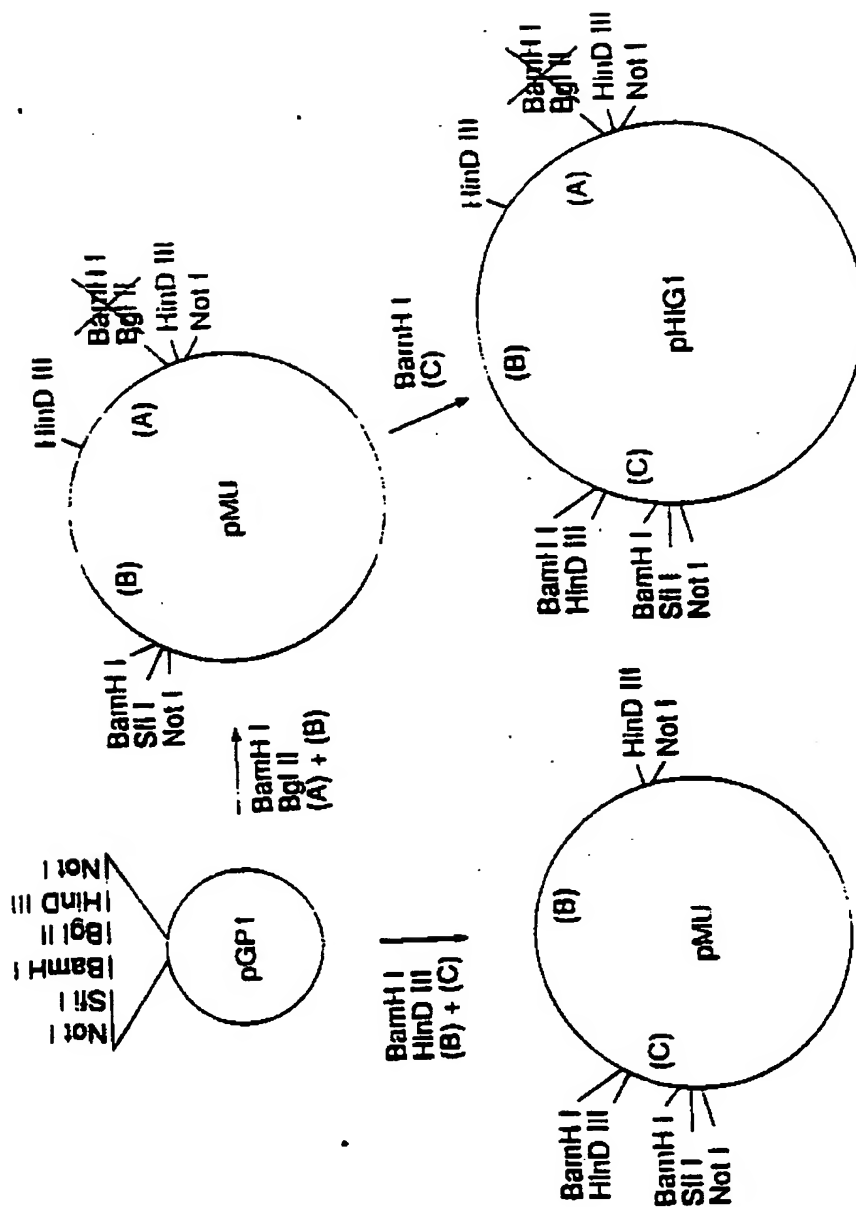 Not I
Sfi I
BamH I
Bgl II
HinD III
Not I
pGP1
BamH I
Bgl II
(A) + (B)
HinD III
BamH I
Bgl II
HinD III
Not I
(A)
(B)
BamH I
Sfi I
Not I
pMU
BamH I
HinD III
(B) + (C)
BamH I
(C)
BamH I
HinD III
(B)
HinD III
Not I
(C)
BamH I
Sfi I
Not I
pMU
HinD III
BamH I
Bgl II
HinD III
Not I
(A)
(B)
BamH I
HinD III
(C)
BamH I
Sfi I
Not I
pHIG1